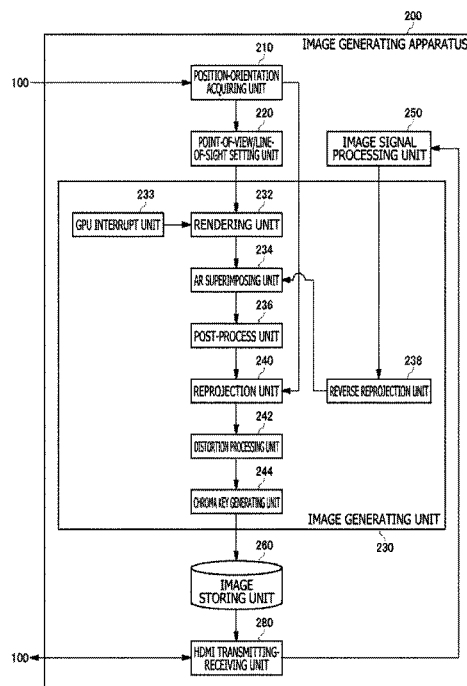 200
IMAGE GENERATING APPARATUS
210
100
POSITION-ORIENTATION
ACQUIRING UNIT
220
250
POINT-OF-VIEW/LINE-
OF-SIGHT SETTING UNIT
IMAGE SIGNAL
PROCESSING UNIT
233
232
GPU INTERRUPT UNIT
RENDERING UNIT
234
AR SUPERIMPOSING UNIT
236
POST-PROCESS UNIT
240
238
REPROJECTION UNIT
REVERSE REPROJECTION UNIT
242
DISTORTION PROCESSING UNIT
244
CHROMA KEY GENERATING UNIT
IMAGE GENERATING UNIT
260
230
IMAGE
STORING UNIT
280
100
HDMI TRANSMITTING-
RECEIVING UNIT